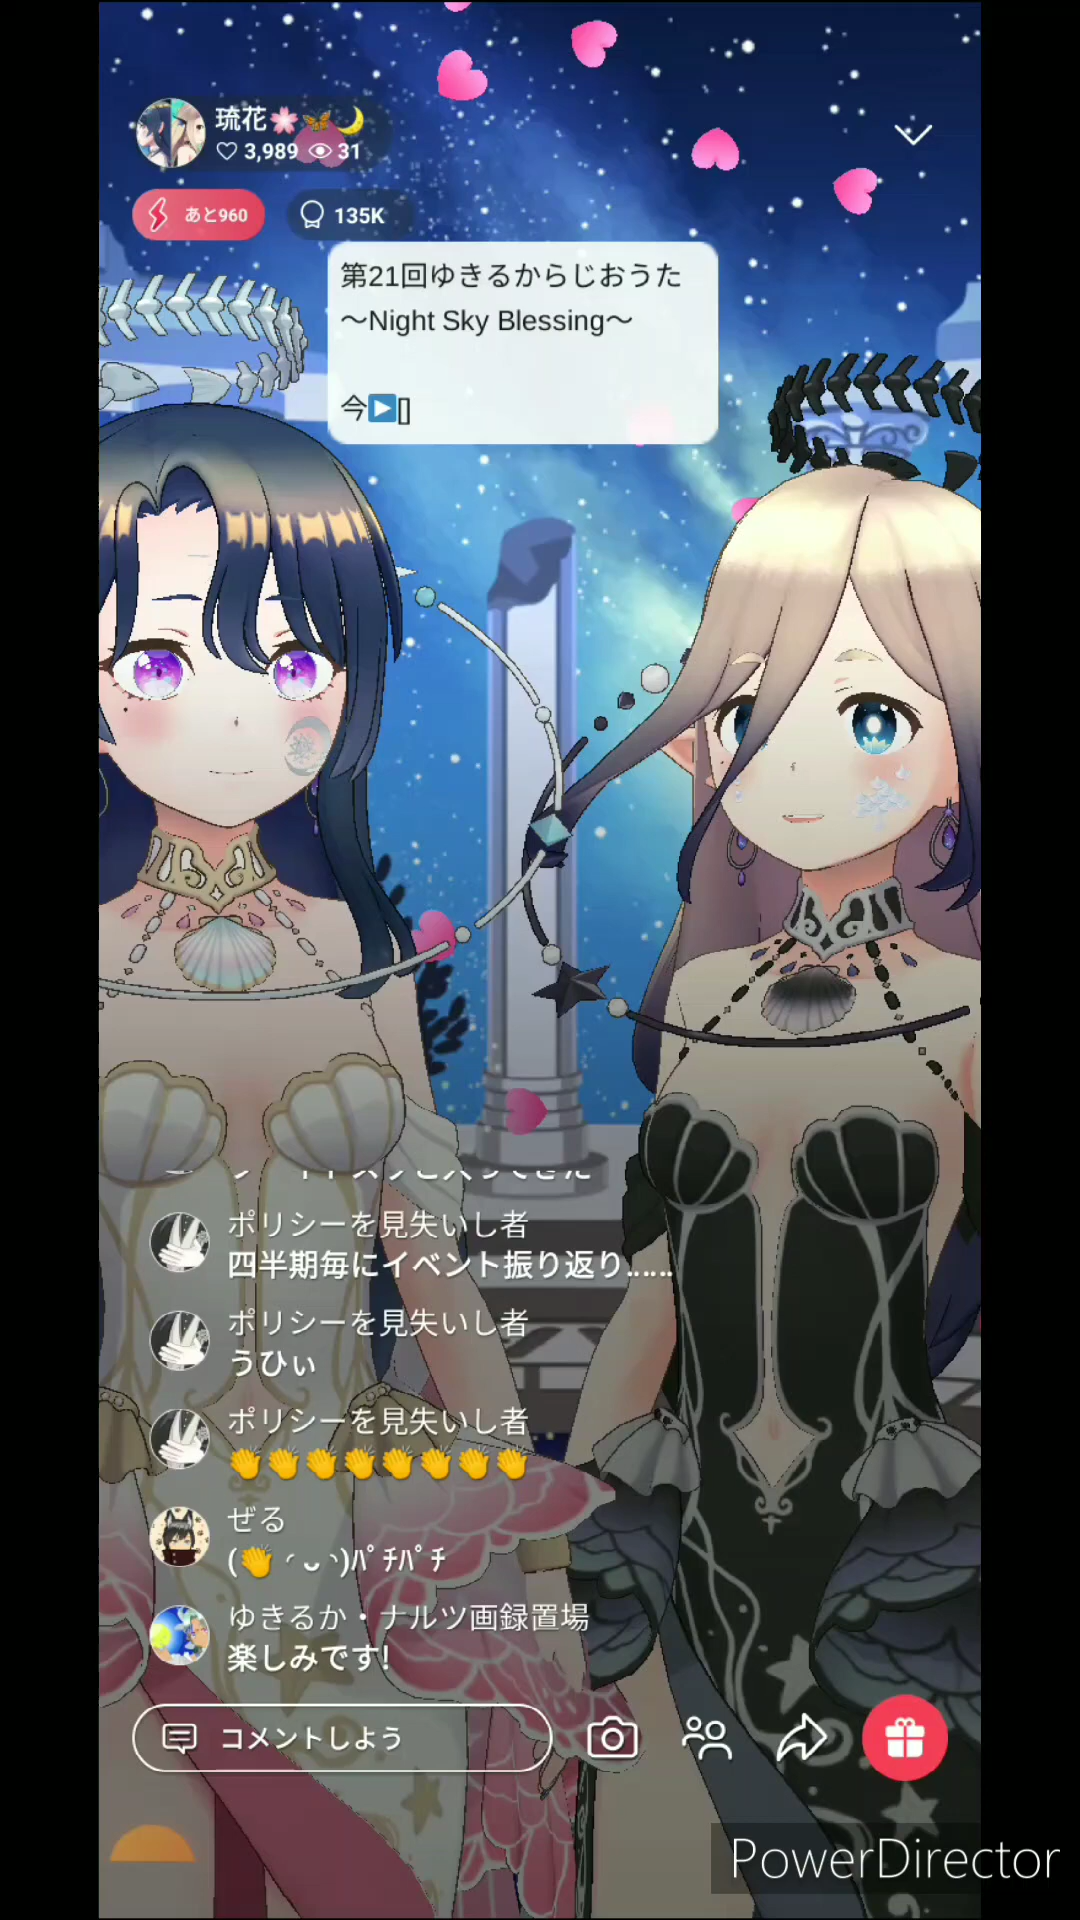 琉花🌸🦋🌙
3,989 31
あと960 135K
第21回ゆきるからじおうた
～Night Sky Blessing～
今▶️[]
ポリシーを見失いし者
四半期毎にイベント振り返り……
ポリシーを見失いし者
うひぃ
ポリシーを見失いし者
👏👏👏👏👏👏👏👏
ぜる
(👏 ˊᵕˋ)ﾊﾟﾁﾊﾟﾁ
ゆきるか・ナルツ画録置場
楽しみです!
コメントしよう
PowerDirector